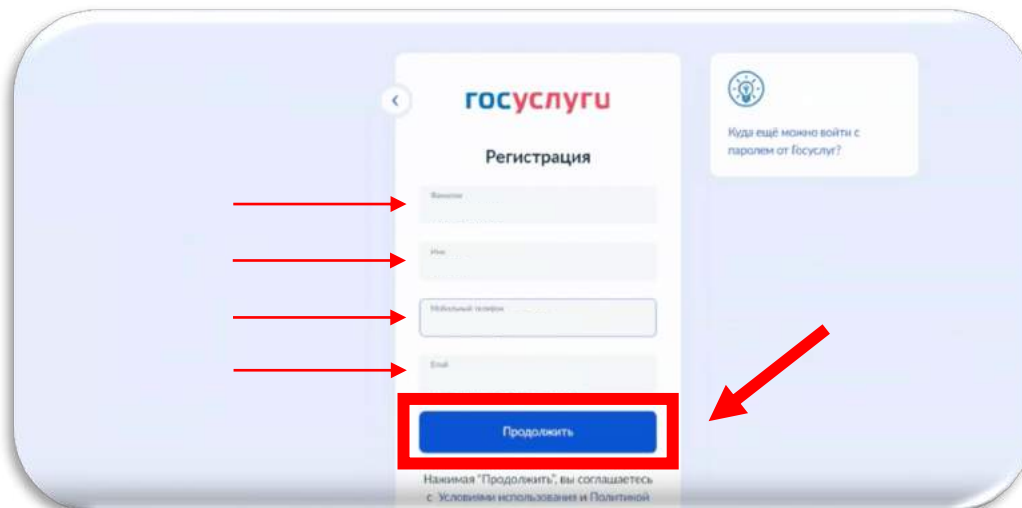 госуслуги
Регистрация
Фамилия
Имя
Мобильный телефон
Email
Продолжить
Нажимая "Продолжить", вы соглашаетесь
с Условиями использования и Политикой
Куда ещё можно войти с
паролем от Госуслуг?